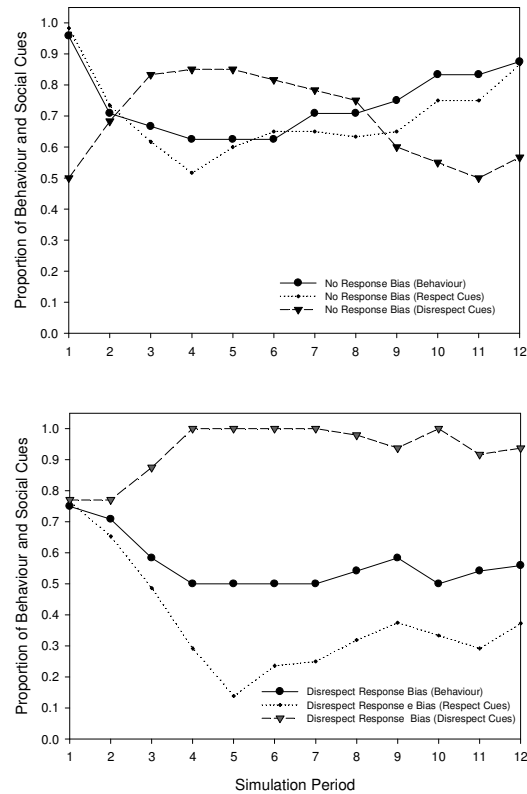 Proportion of Behaviour and Social Cues
1.0
0.9
0.8
0.7
0.6
0.5
0.4
0.3
0.2
0.1
0.0
No Response Bias (Behaviour)
No Response Bias (Respect Cues)
No Response Bias (Disrespect Cues)
1 2 3 4 5 6 7 8 9 10 11 12
Proportion of Behaviour and Social Cues
1.0
0.9
0.8
0.7
0.6
0.5
0.4
0.3
0.2
0.1
0.0
Disrespect Response Bias (Behaviour)
Disrespect Response e Bias (Respect Cues)
Disrespect Response  Bias (Disrespect Cues)
1 2 3 4 5 6 7 8 9 10 11 12
Simulation Period